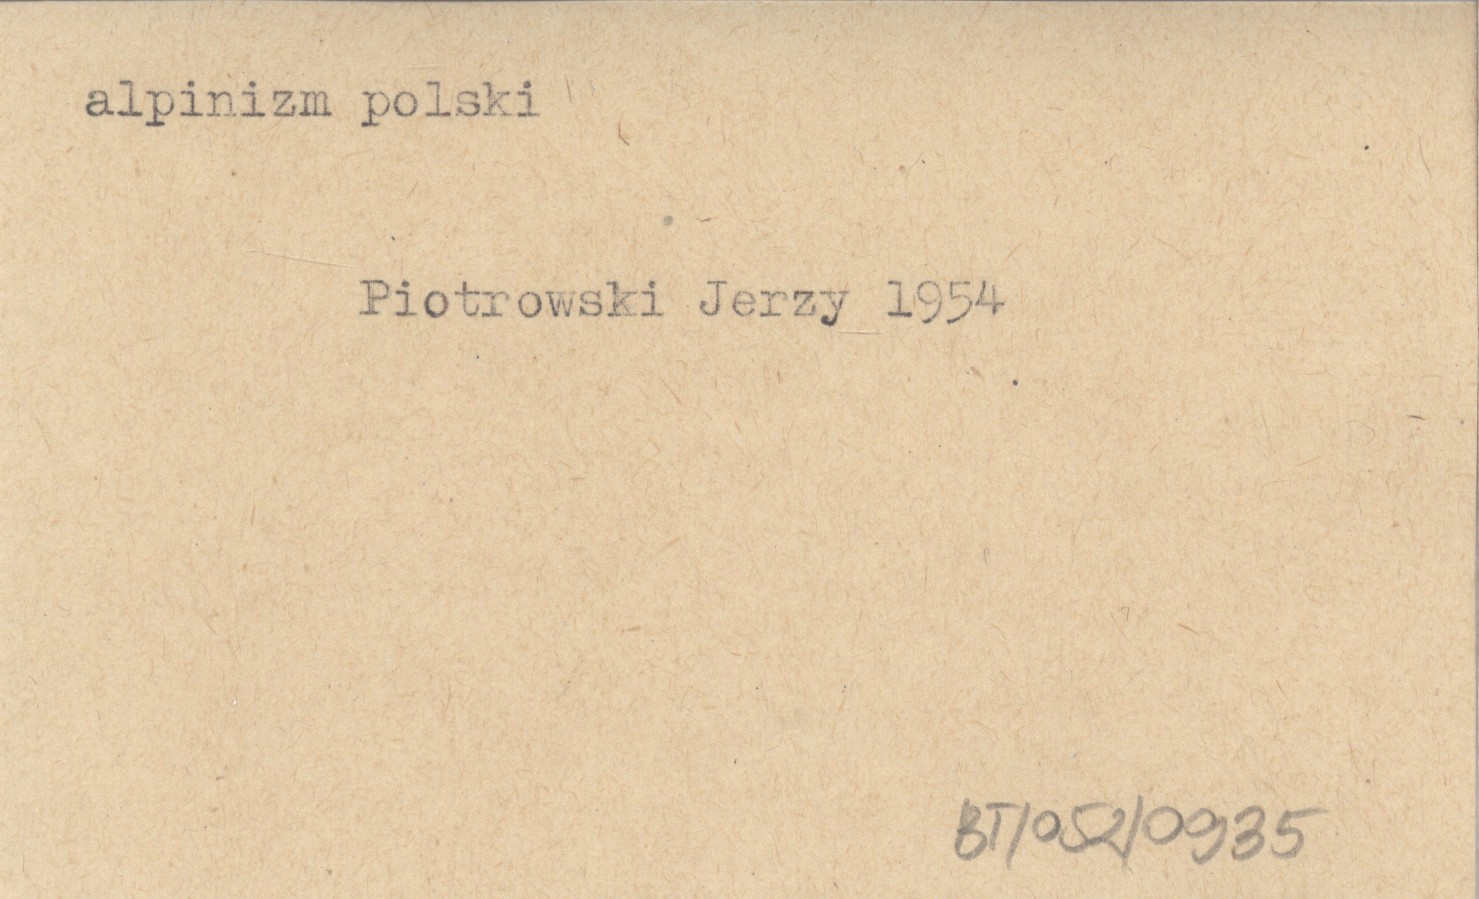 alpinizm polski
Piotrowski Jerzy 1954
BT/052/0935